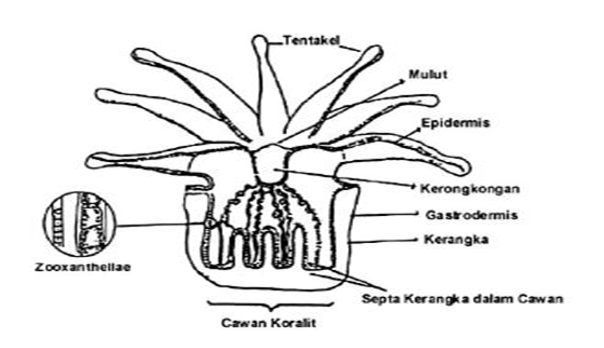 Tentakel
Mulut
Epidermis
Kerongkongan
Gastrodermis
Kerangka
Zooxanthellae
Septa Kerangka dalam Cawan
Cawan Koralit